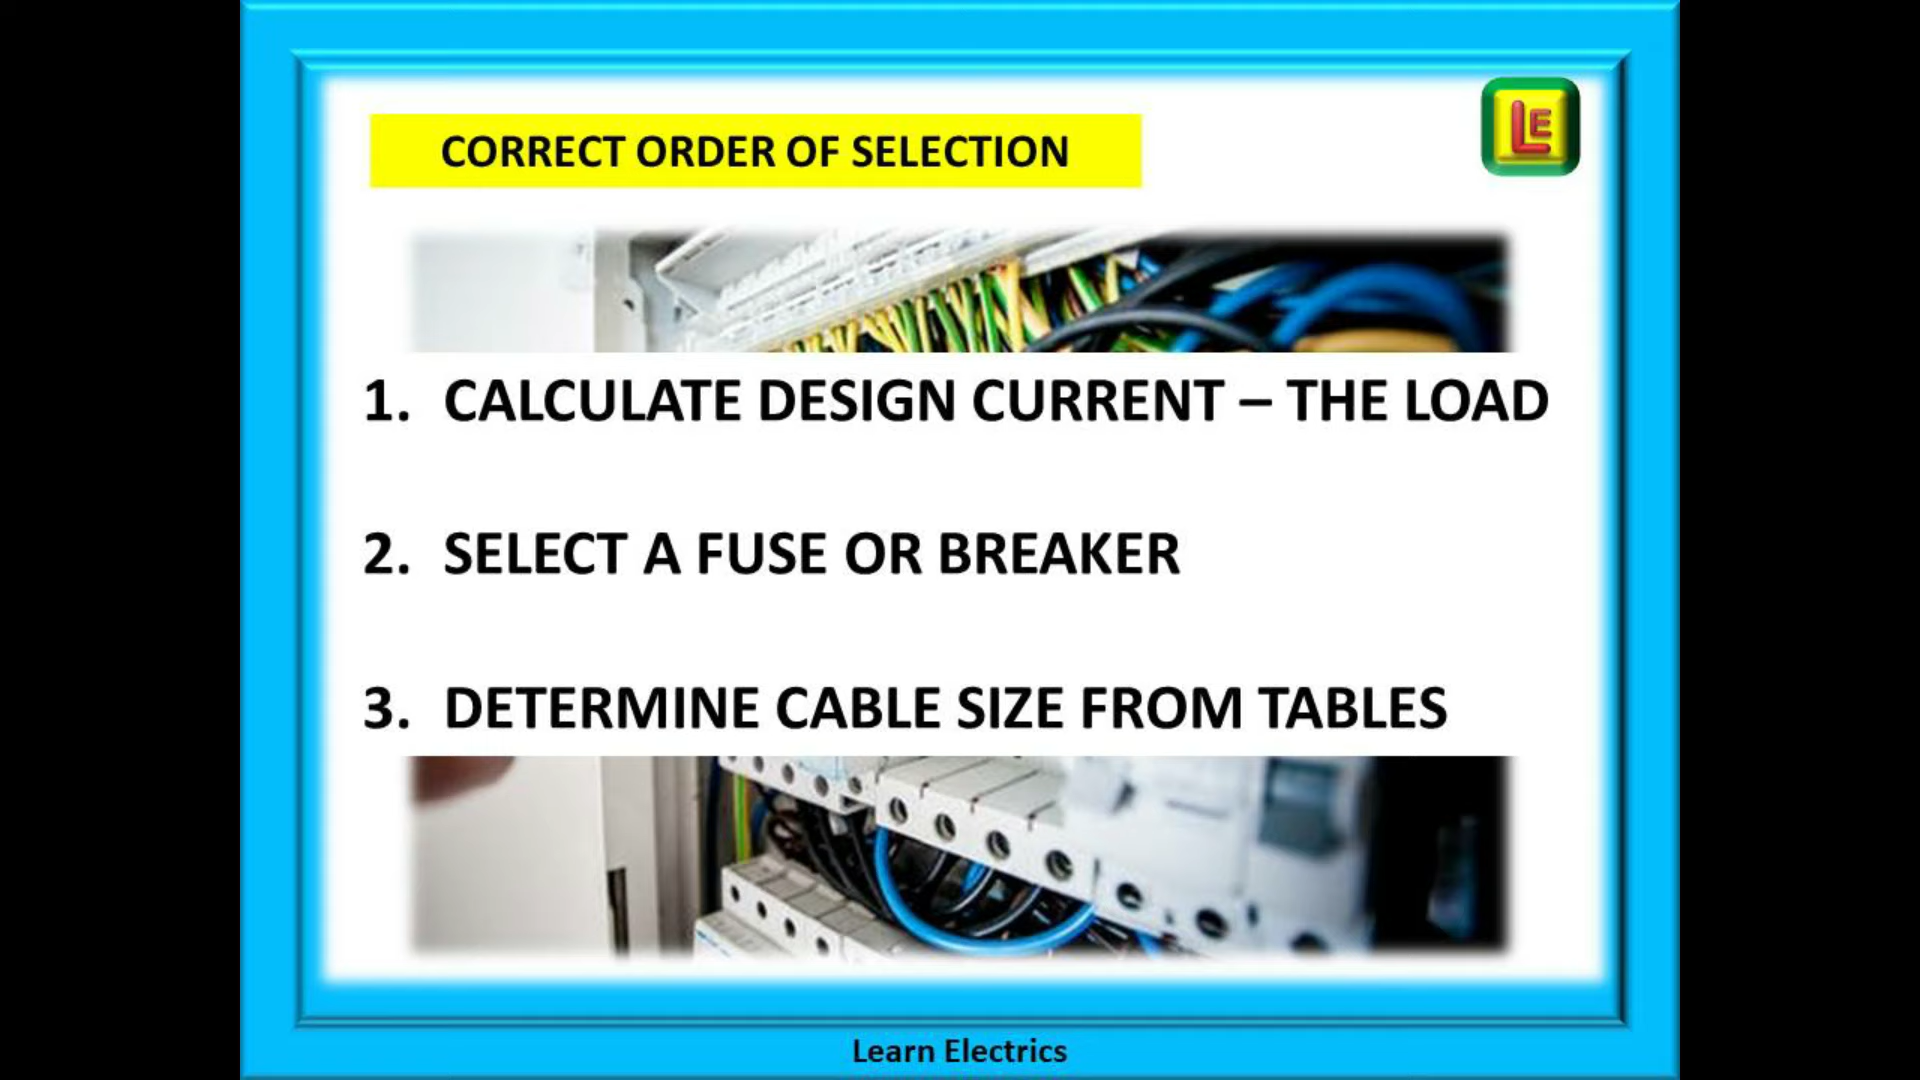 CORRECT ORDER OF SELECTION
LE
1. CALCULATE DESIGN CURRENT – THE LOAD
2. SELECT A FUSE OR BREAKER
3. DETERMINE CABLE SIZE FROM TABLES
Learn Electrics